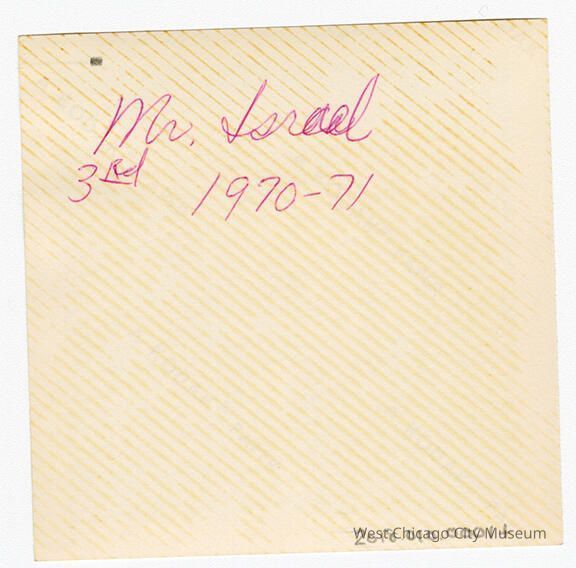 Mr. Israel
3rd 1970-71
West Chicago City Museum